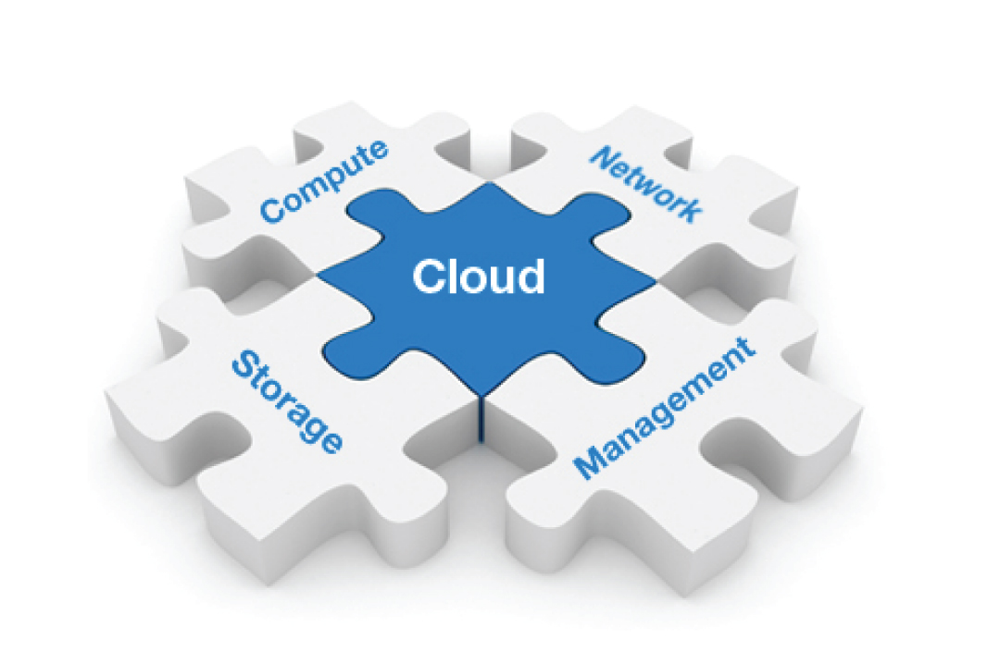 Compute
Network
Cloud
Storage
Management